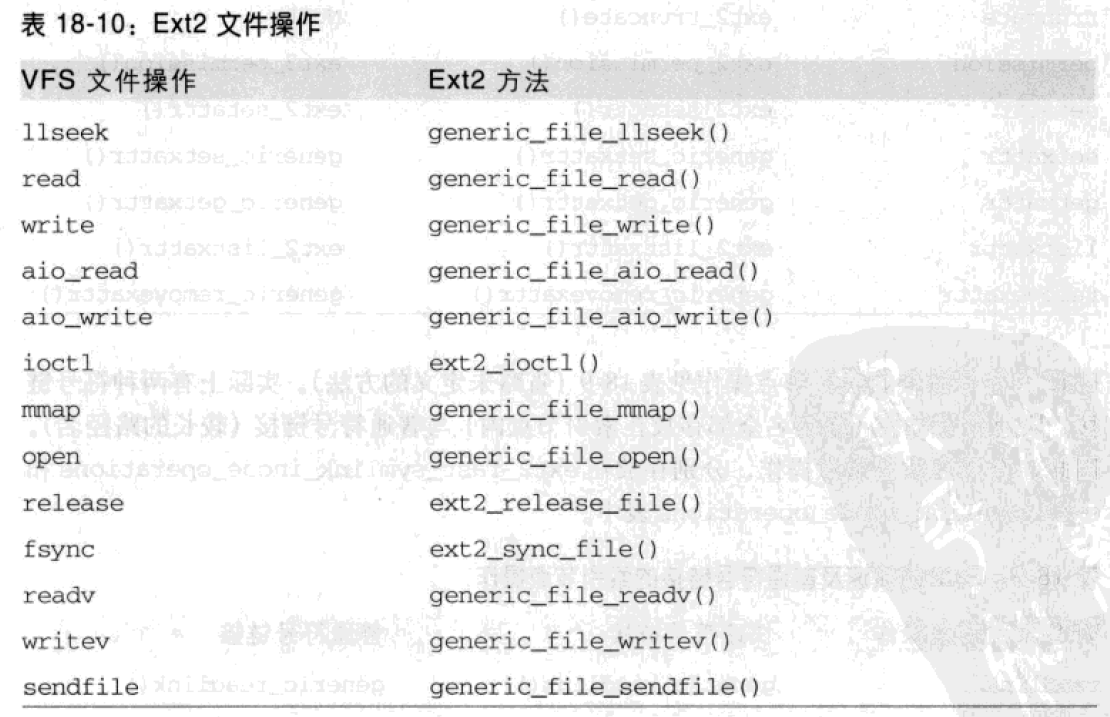 表 18-10：Ext2 文件操作
VFS 文件操作 Ext2 方法
llseek generic_file_llseek()
read generic_file_read()
write generic_file_write()
aio_read generic_file_aio_read()
aio_write generic_file_aio_write()
ioctl ext2_ioctl()
mmap generic_file_mmap()
open generic_file_open()
release ext2_release_file()
fsync ext2_sync_file()
readv generic_file_readv()
writev generic_file_writev()
sendfile generic_file_sendfile()